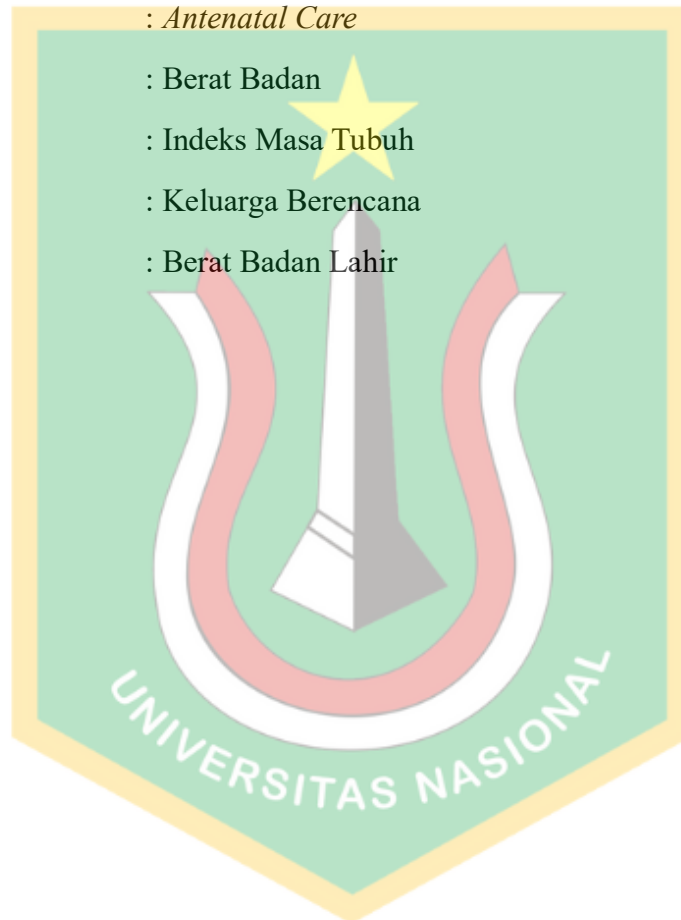 : Antenatal Care
: Berat Badan
: Indeks Masa Tubuh
: Keluarga Berencana
: Berat Badan Lahir
UNIVERSITAS NASIONAL